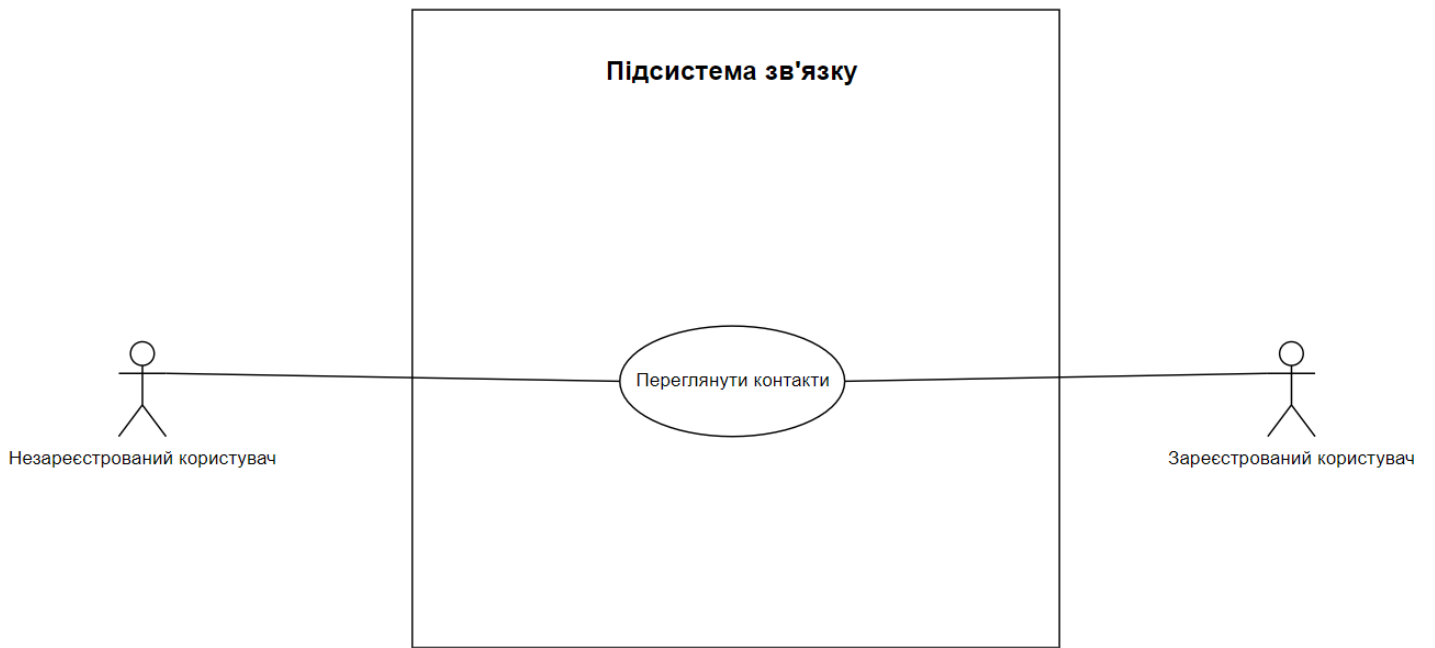 Підсистема зв'язку
Переглянути контакти
Незареєстрований користувач
Зареєстрований користувач